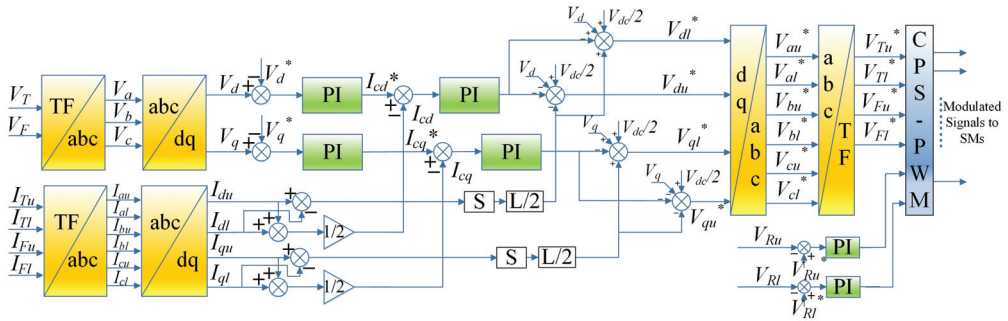 V_T
V_F
TF
abc
V_a
V_b
V_c
abc
dq
V_d
V_d*
PI
I_cd*
I_cd
PI
V_q
V_q*
PI
I_cq*
I_cq
PI
V_d
V_dc/2
V_dl*
V_d
V_dc/2
V_du*
V_q
V_dc/2
V_ql*
V_q
V_dc/2
V_qu*
dq
abc
V_au*
V_al*
V_bu*
V_bl*
V_cu*
V_cl*
abc
TF
V_Tu*
V_Tl*
V_Fu*
V_Fl*
CPS-PWM
Modulated
Signals to
SMs
I_Tu
I_Tl
I_Fu
I_Fl
TF
abc
I_au
I_al
I_bu
I_bl
I_cu
I_cl
abc
dq
I_du
I_dl
I_qu
I_ql
1/2
1/2
S
L/2
S
L/2
V_Ru
V_Ru*
PI
V_Rl
V_Rl*
PI